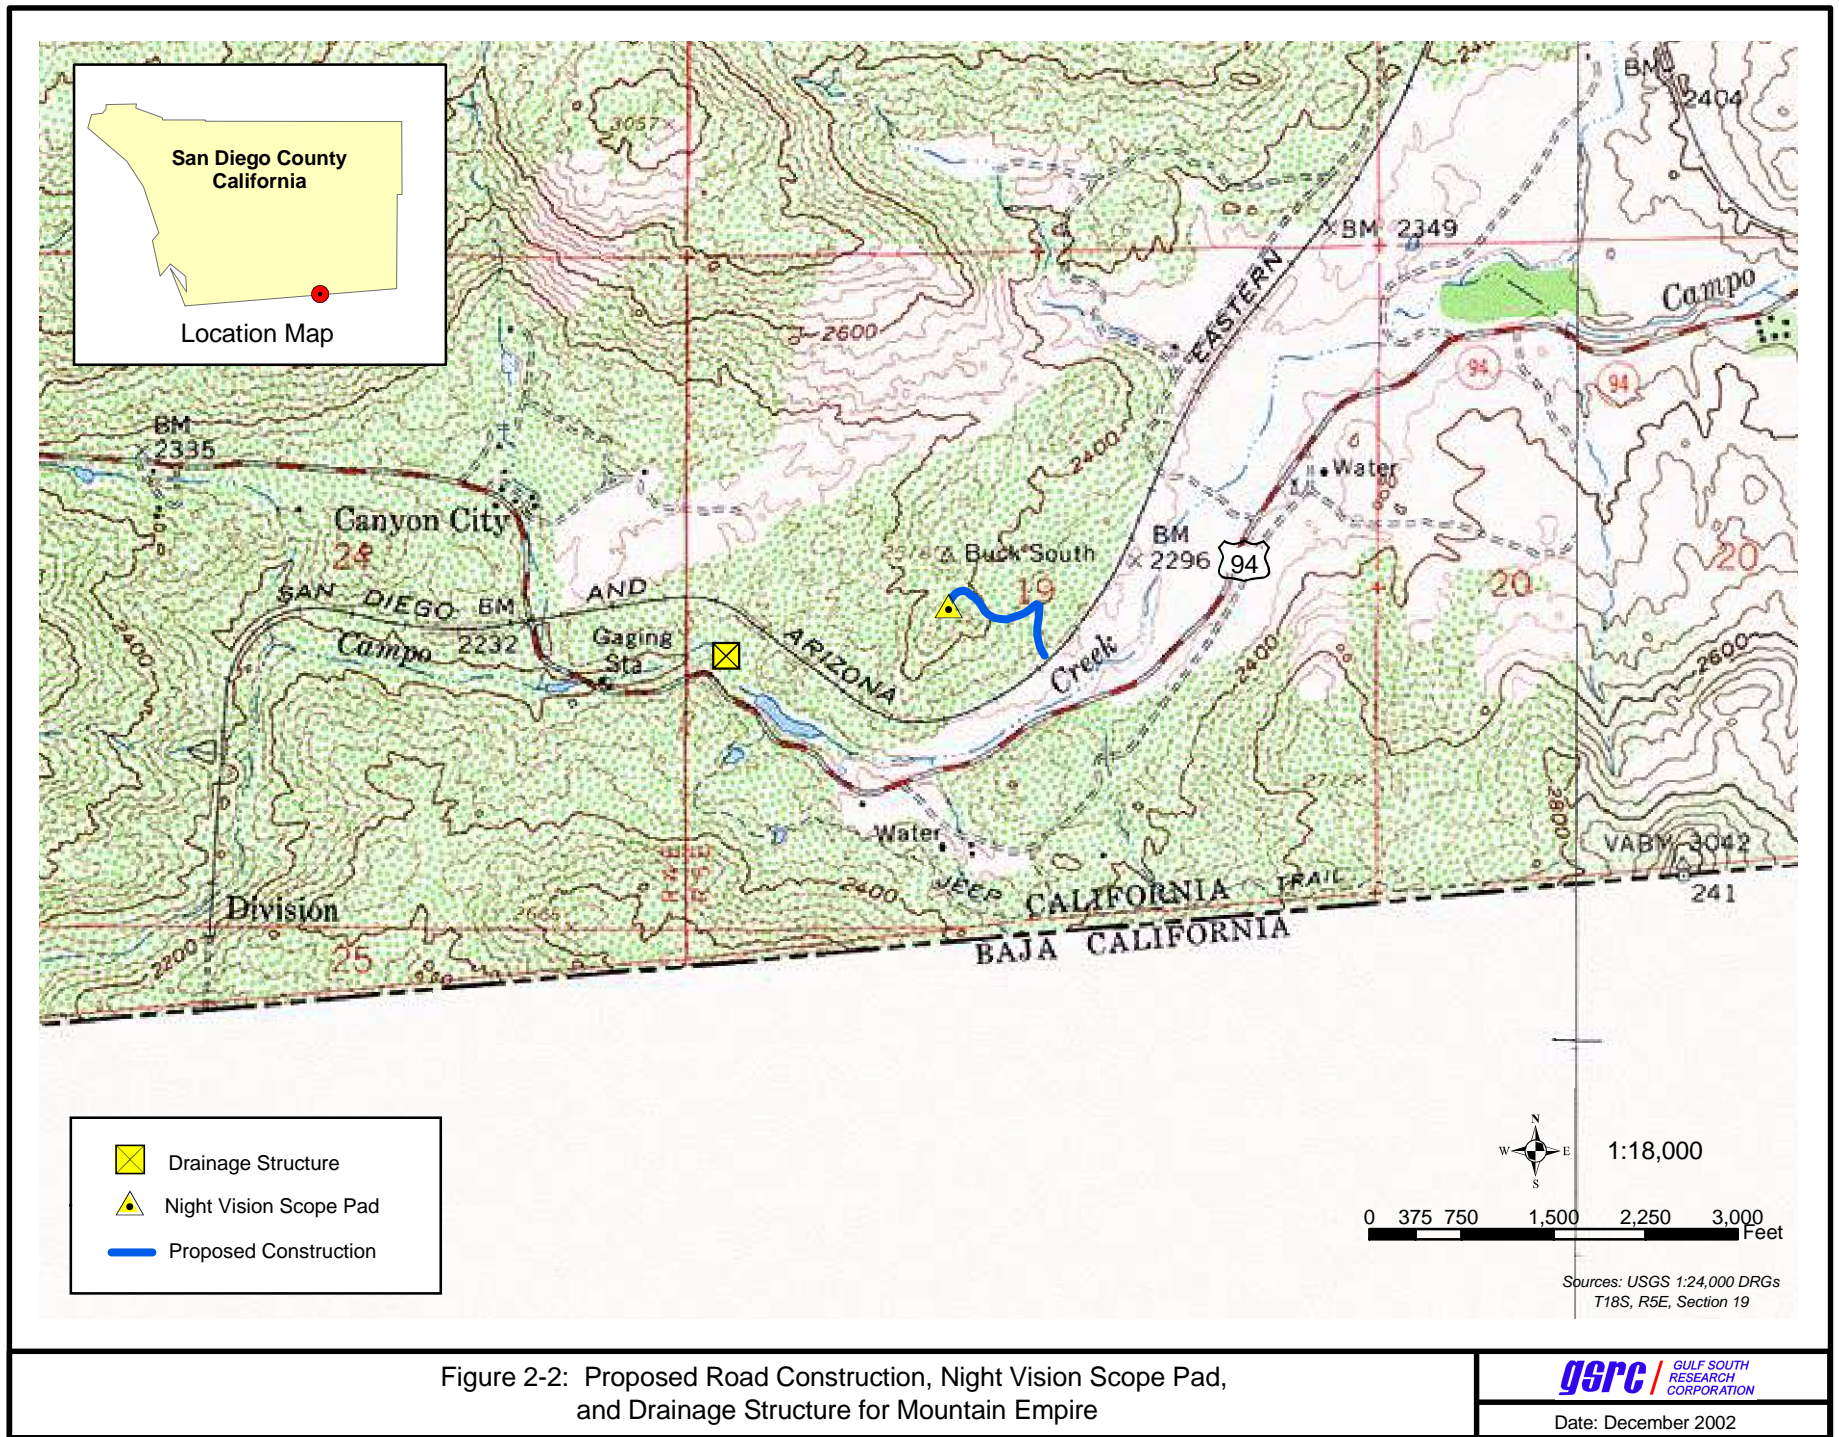 San Diego County
California
Location Map
3057
2600
2400
BM
2404
BM 2349
EASTERN
Campo
94
94
BM
2335
Canyon City
24
2400
Water
BM
2296
94
Buck South
19
20
20
SAN DIEGO AND ARIZONA
BM
2232
Campo
Gaging
Sta
Creek
2400
2400
2600
2800
Water
2400
JEEP TRAIL
VABM 3042
241
CALIFORNIA
BAJA CALIFORNIA
Division
2200
25
Drainage Structure
Night Vision Scope Pad
Proposed Construction
N
W E
S
1:18,000
0 375 750 1,500 2,250 3,000
Feet
Sources: USGS 1:24,000 DRGs
T18S, R5E, Section 19
Figure 2-2: Proposed Road Construction, Night Vision Scope Pad,
and Drainage Structure for Mountain Empire
gsrc / GULF SOUTH
RESEARCH
CORPORATION
Date: December 2002